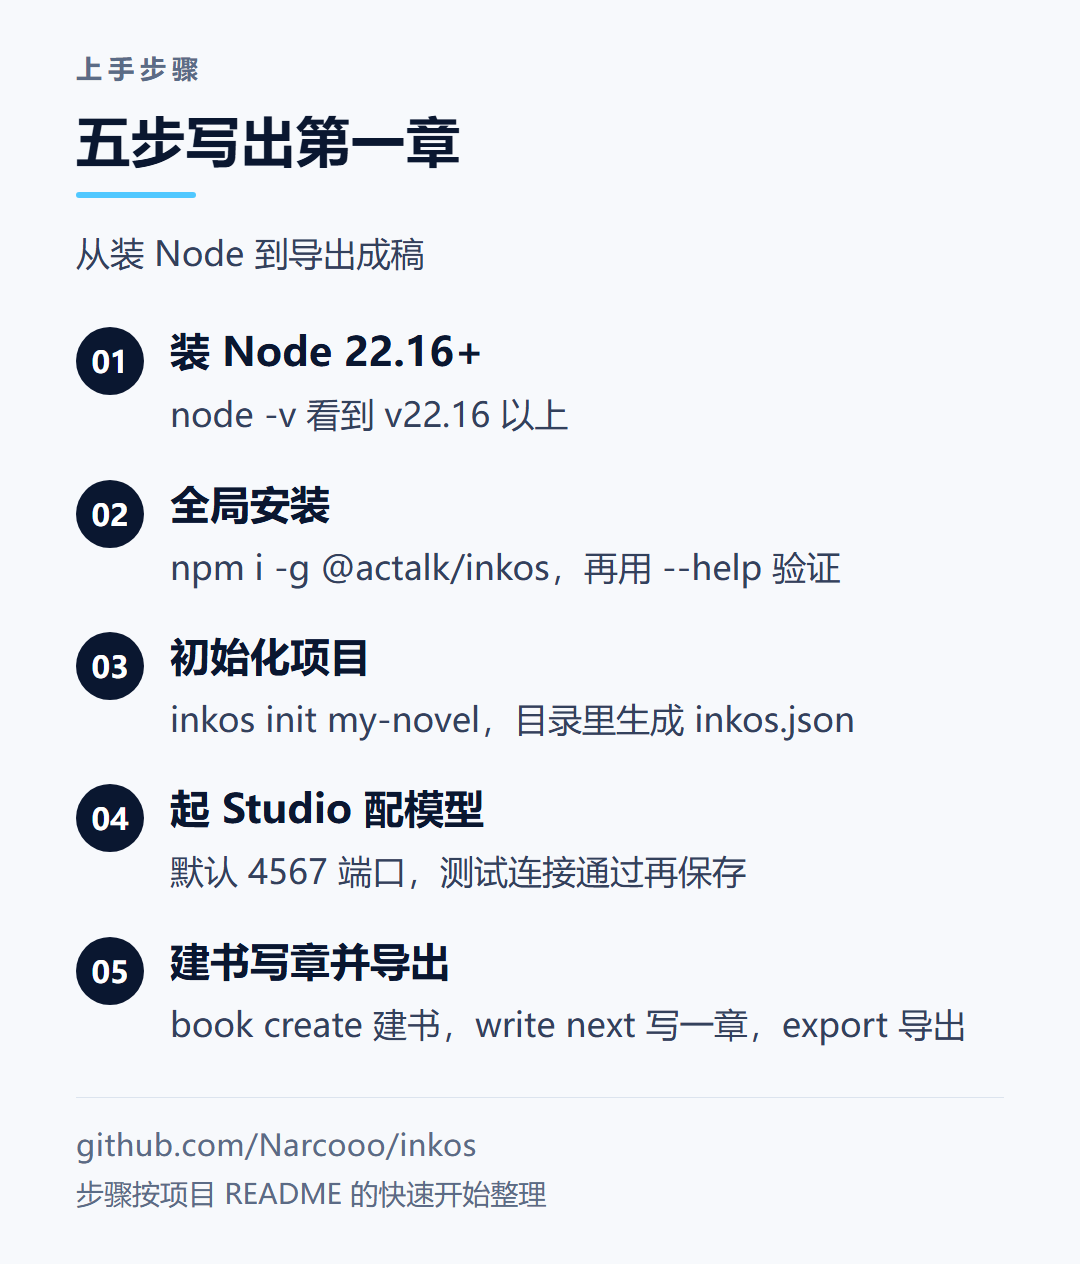 上手步骤
五步写出第一章
从装 Node 到导出成稿
01
装 Node 22.16+
node -v 看到 v22.16 以上
02
全局安装
npm i -g @actalk/inkos，再用 --help 验证
03
初始化项目
inkos init my-novel，目录里生成 inkos.json
04
起 Studio 配模型
默认 4567 端口，测试连接通过再保存
05
建书写章并导出
book create 建书，write next 写一章，export 导出
github.com/Narcooo/inkos
步骤按项目 README 的快速开始整理